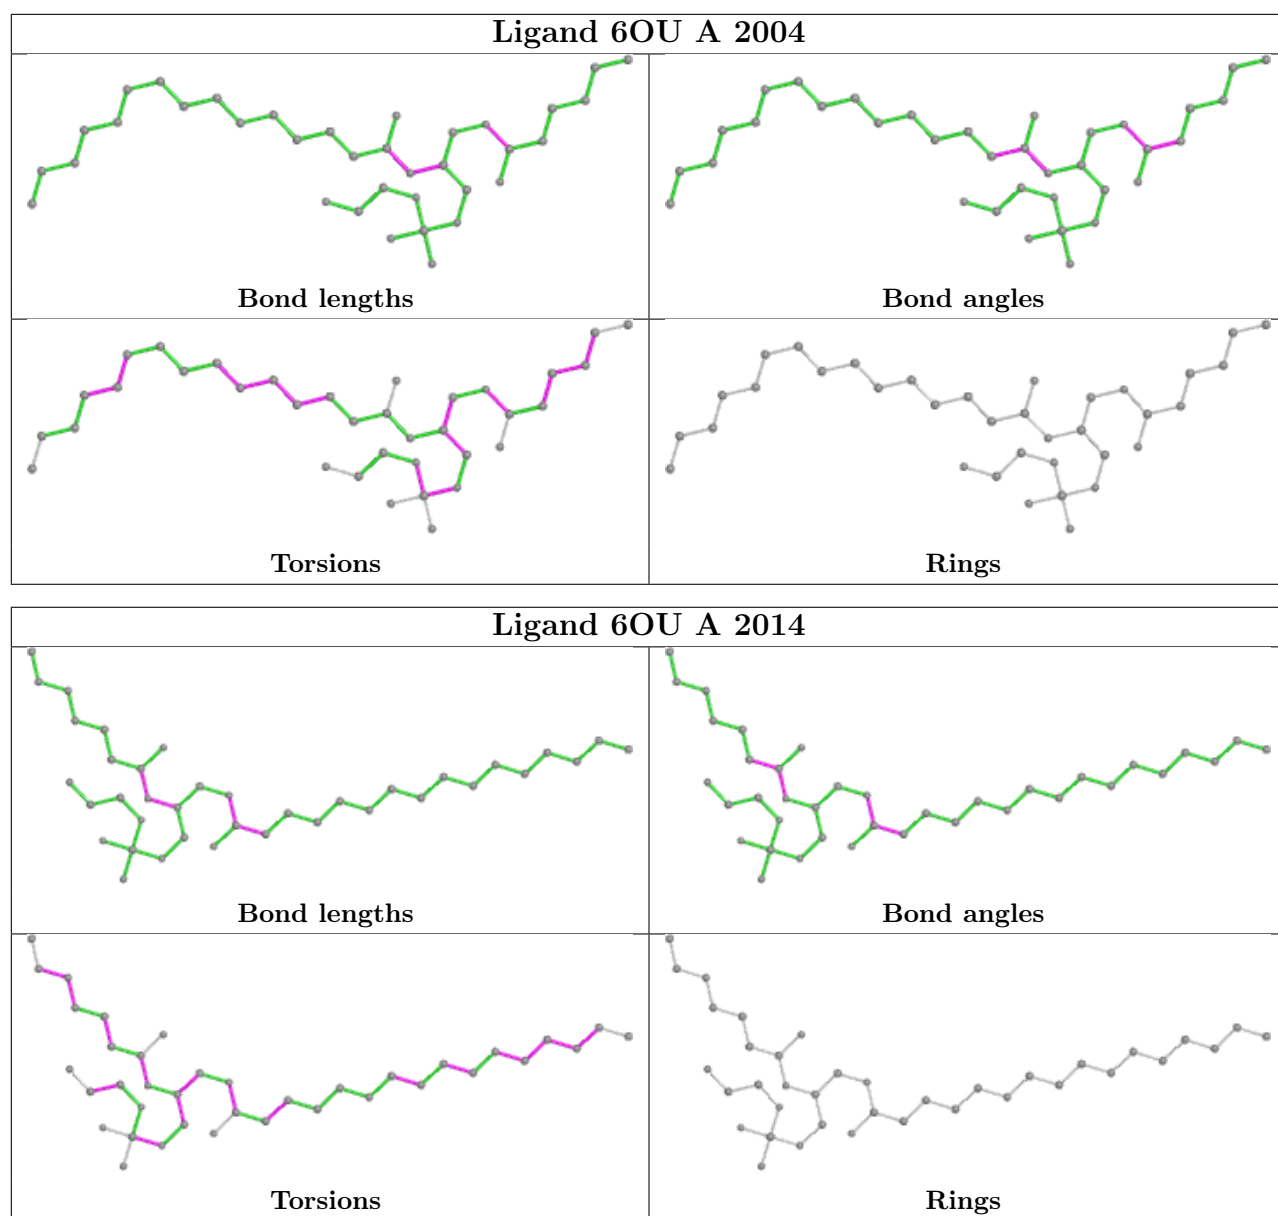 Ligand 6OU A 2004
Bond lengths
Bond angles
Torsions
Rings
Ligand 6OU A 2014
Bond lengths
Bond angles
Torsions
Rings